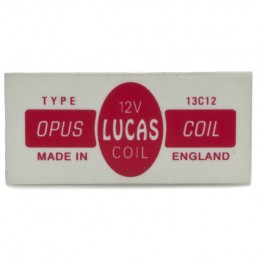 TYPE 12V 13C12
OPUS LUCAS COIL
COIL
MADE IN ENGLAND